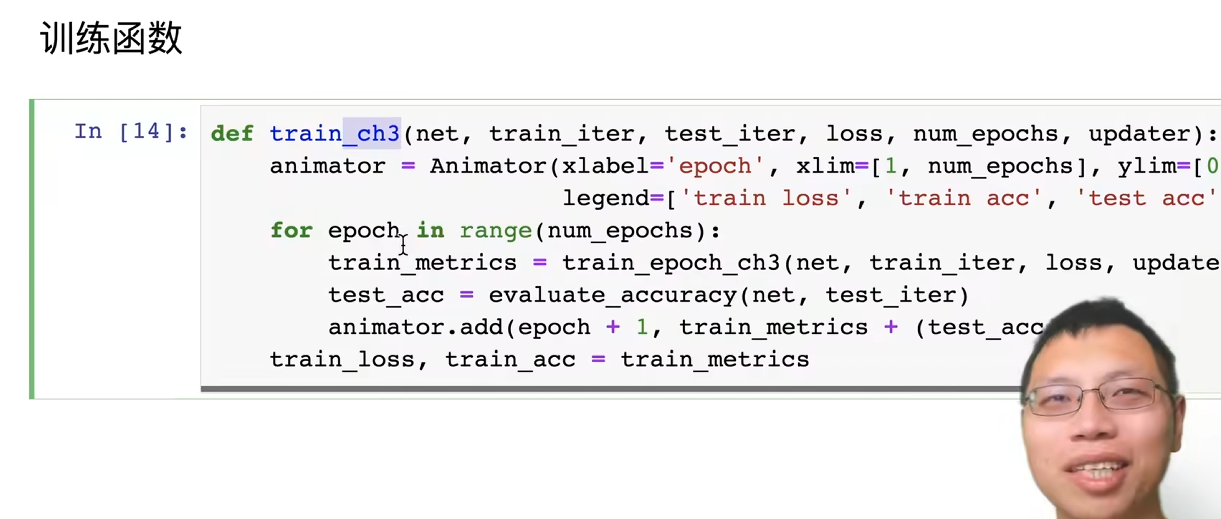 训练函数
In [14]: def train_ch3(net, train_iter, test_iter, loss, num_epochs, updater):
animator = Animator(xlabel='epoch', xlim=[1, num_epochs], ylim=[0
legend=['train loss', 'train acc', 'test acc'
for epoch in range(num_epochs):
train_metrics = train_epoch_ch3(net, train_iter, loss, update
test_acc = evaluate_accuracy(net, test_iter)
animator.add(epoch + 1, train_metrics + (test_acc
train_loss, train_acc = train_metrics